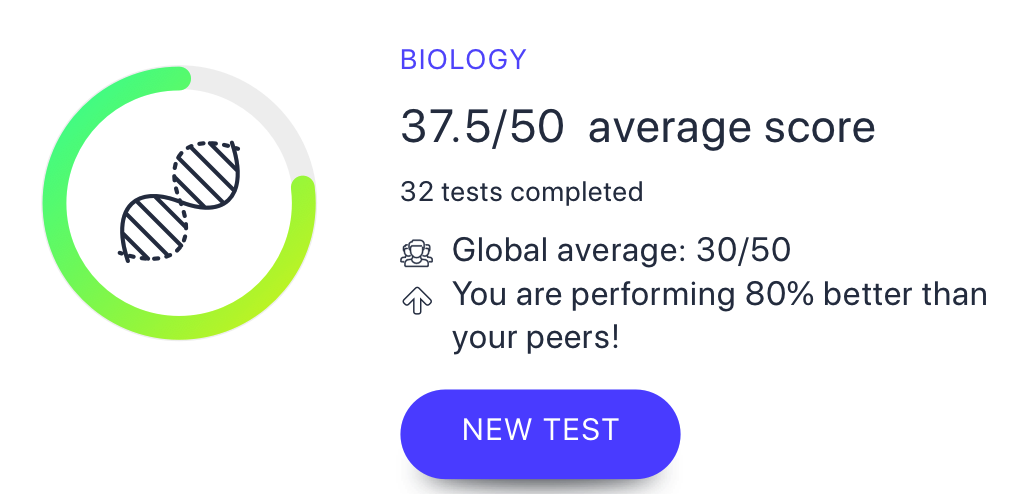 BIOLOGY
37.5/50 average score
32 tests completed
Global average: 30/50
You are performing 80% better than
your peers!
NEW TEST